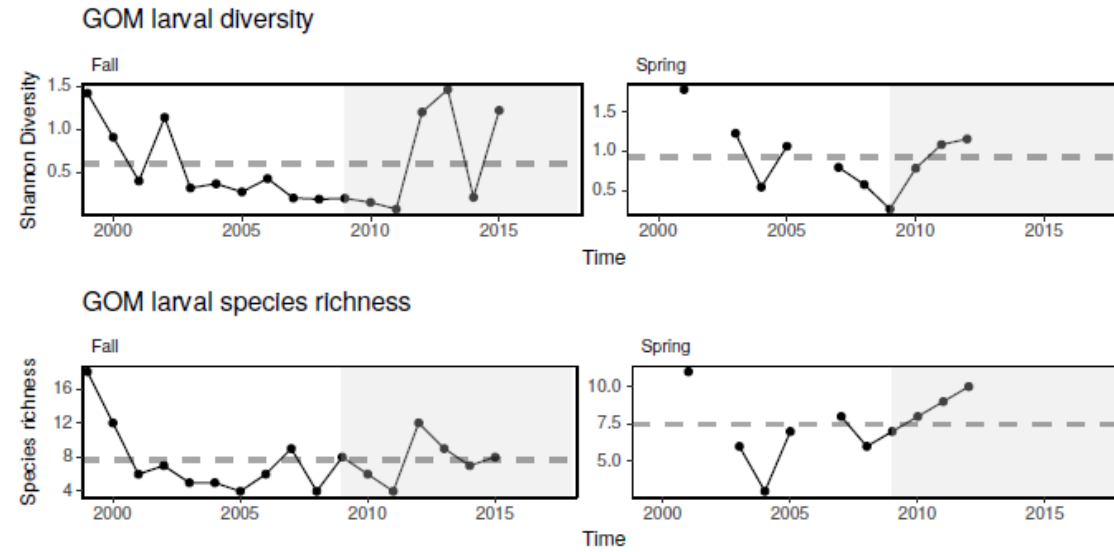 GOM larval diversity
Fall
Spring
Shannon Diversity
1.5
1.0
0.5
1.5
1.0
0.5
2000 2005 2010 2015
2000 2005 2010 2015
Time
GOM larval species richness
Fall
Spring
Species richness
16
12
8
4
10.0
7.5
5.0
2000 2005 2010 2015
2000 2005 2010 2015
Time